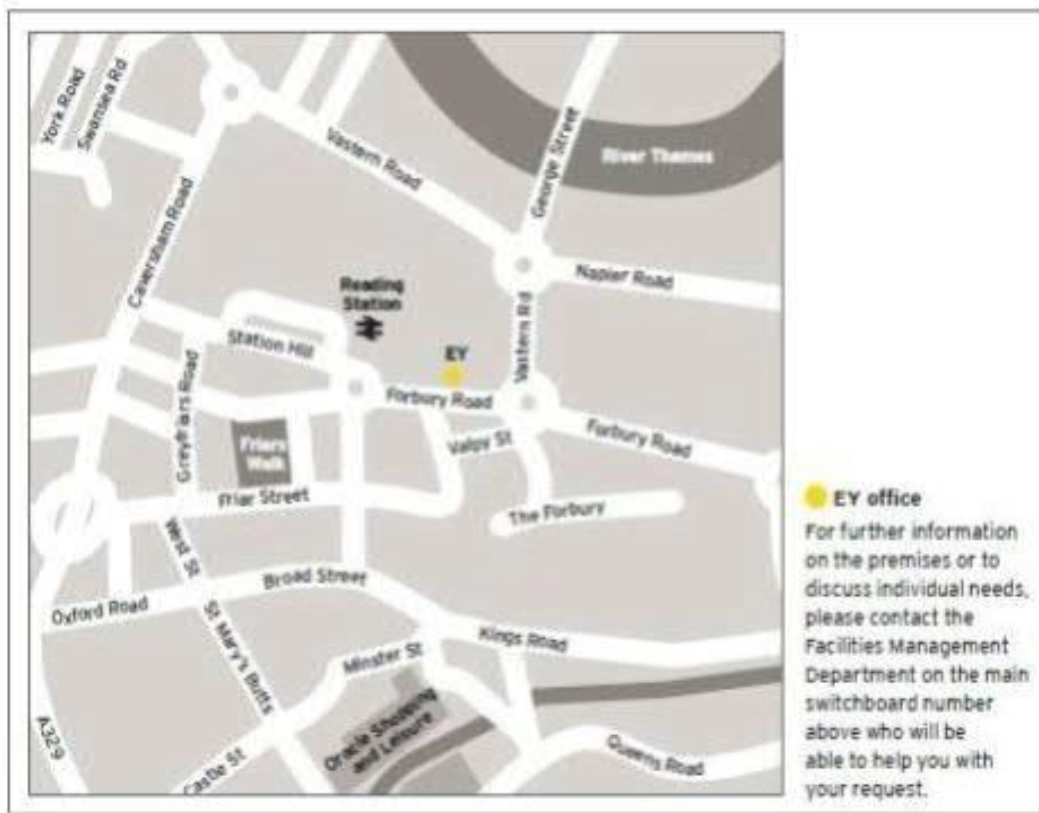 York Road
Swansea Rd
Vastern Road
George Street
River Thames
Caversham Road
Napier Road
Reading
Station
Station Hill
Vastern Rd
EY
Greyfriars Road
Forbury Road
Forbury Road
Valpy St
Friars
Walk
Friar Street
The Forbury
West St
Broad Street
Oxford Road
St Mary's Butts
Kings Road
Minster St
Oracle Shopping
and Leisure
A329
Castle St
Queens Road
EY office
For further information
on the premises or to
discuss individual needs,
please contact the
Facilities Management
Department on the main
switchboard number
above who will be
able to help you with
your request.